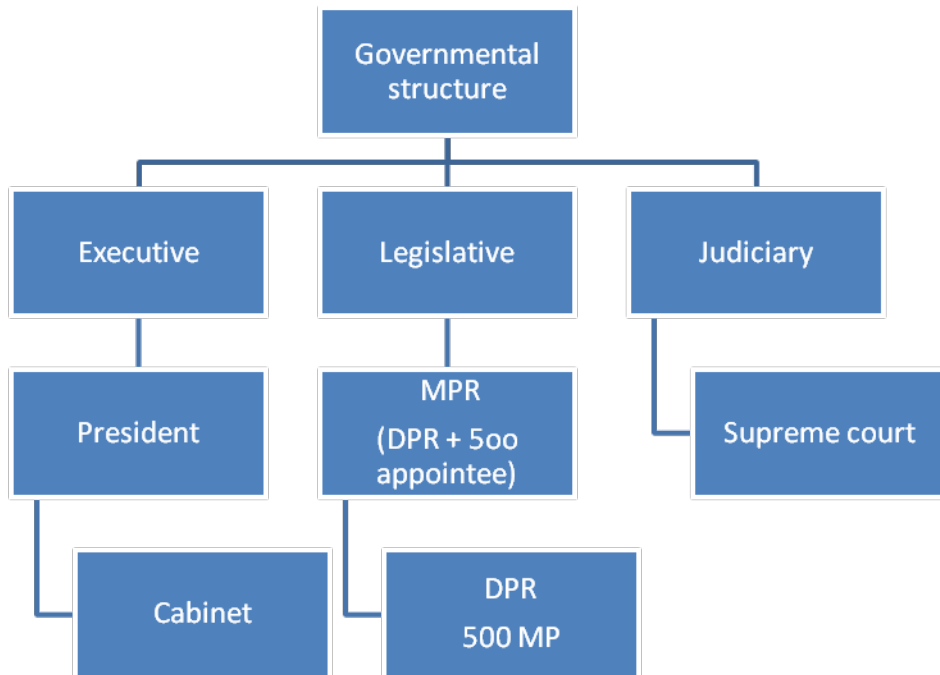 Governmental
structure
Executive
Legislative
Judiciary
President
MPR
(DPR + 5oo
appointee)
Supreme court
Cabinet
DPR
500 MP